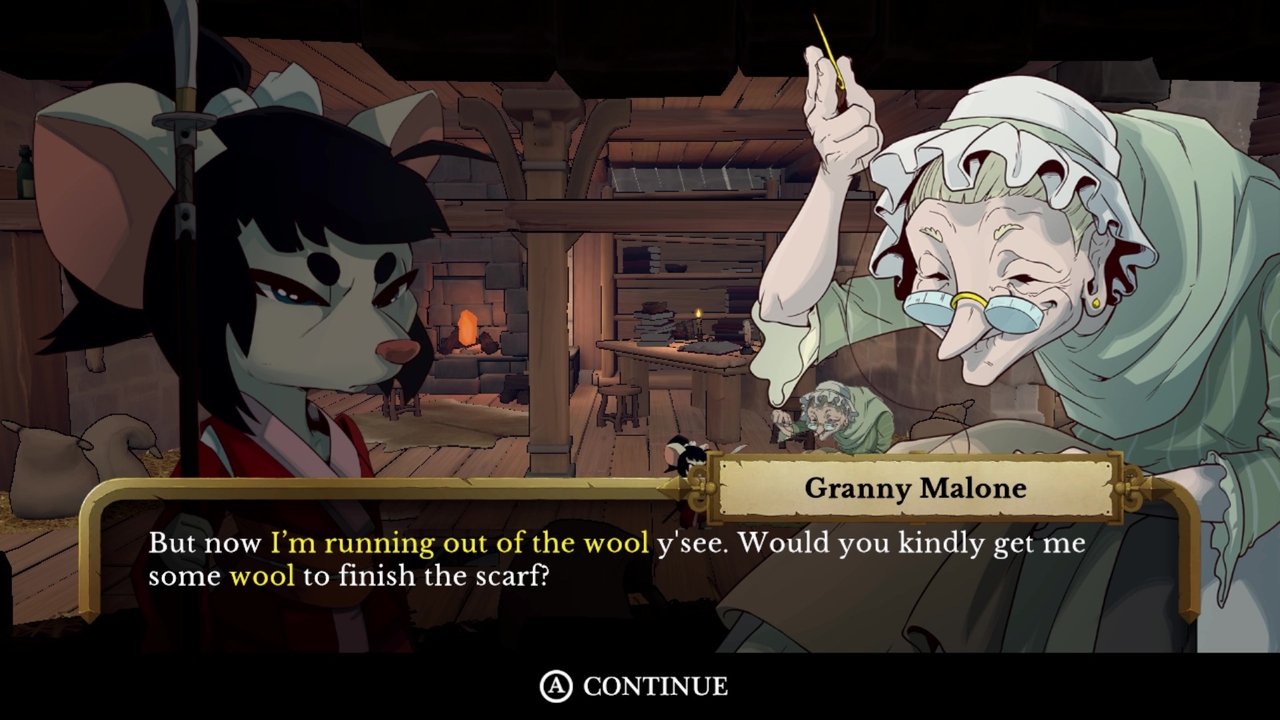 Granny Malone
But now I'm running out of the wool y'see. Would you kindly get me
some wool to finish the scarf?
A CONTINUE